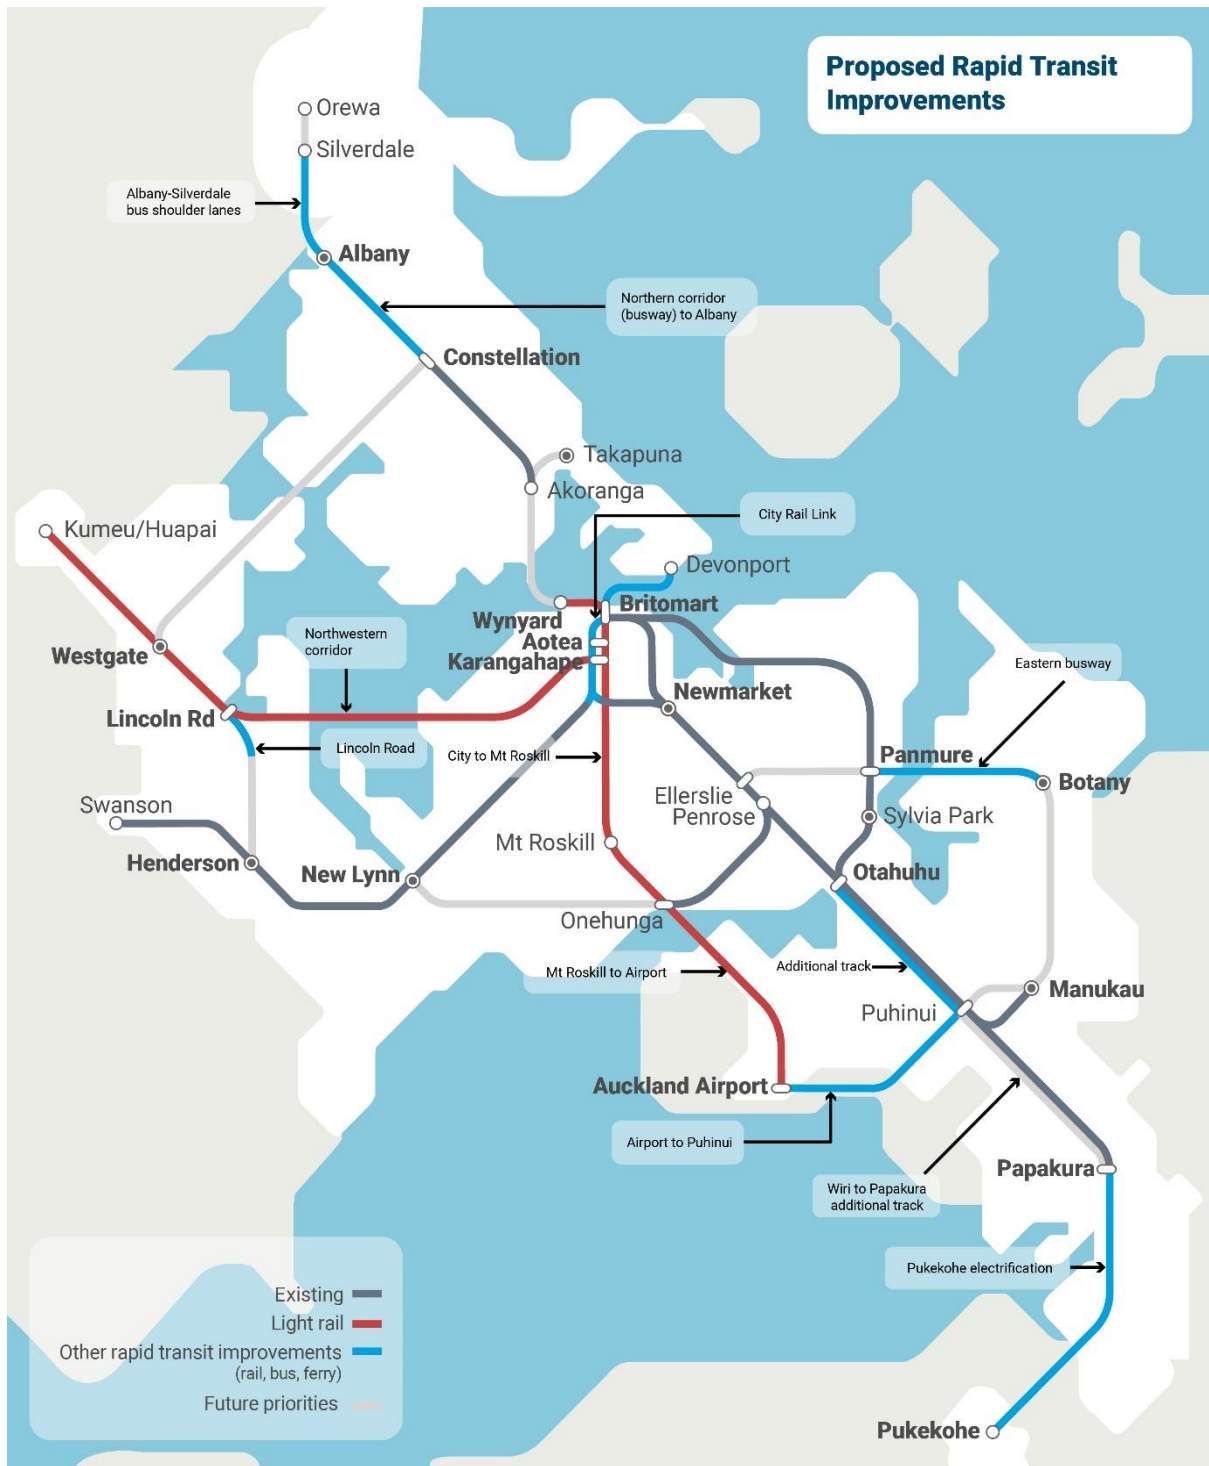 Proposed Rapid Transit
Improvements
Orewa
Silverdale
Albany-Silverdale
bus shoulder lanes
Albany
Northern corridor
(busway) to Albany
Constellation
Takapuna
Akoranga
City Rail Link
Kumeu/Huapai
Devonport
Britomart
Wynyard
Aotea
Karangahape
Northwestern
corridor
Westgate
Eastern busway
Newmarket
Lincoln Rd
Lincoln Road
City to Mt Roskill
Panmure
Botany
Ellerslie
Penrose
Swanson
Sylvia Park
Mt Roskill
Henderson
New Lynn
Otahuhu
Onehunga
Mt Roskill to Airport
Additional track
Manukau
Puhinui
Auckland Airport
Airport to Puhinui
Papakura
Wiri to Papakura
additional track
Pukekohe electrification
Existing
Light rail
Other rapid transit improvements
(rail, bus, ferry)
Future priorities
Pukekohe